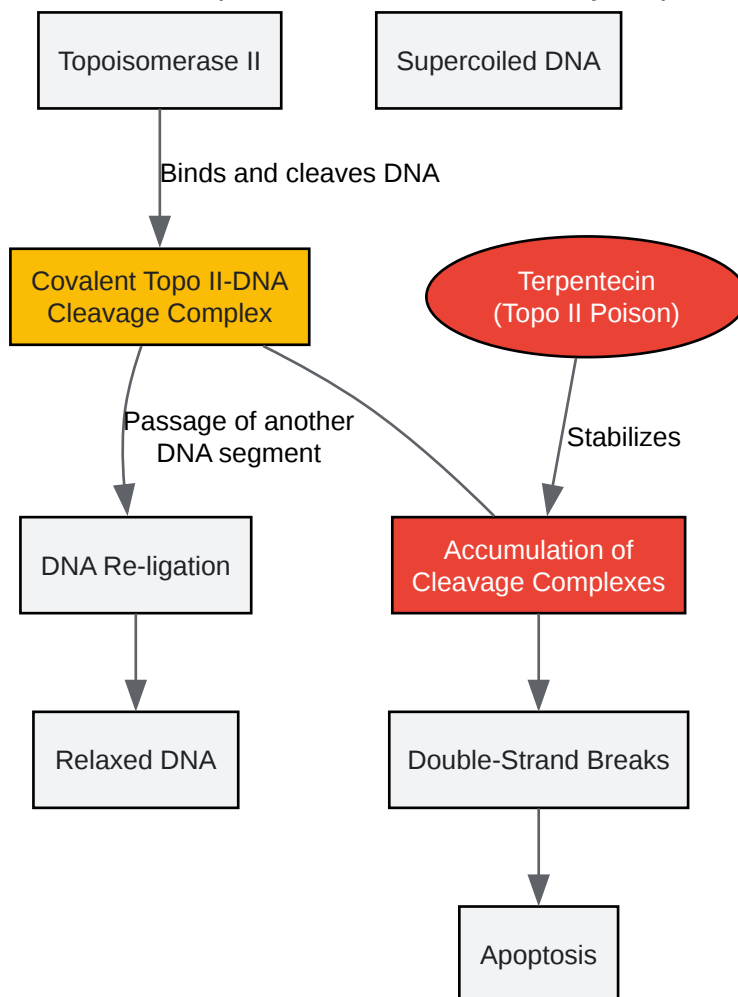 Topoisomerase II
Supercoiled DNA
Binds and cleaves DNA
Covalent Topo II-DNA
Cleavage Complex
Terpentecin
(Topo II Poison)
Passage of another
DNA segment
Stabilizes
DNA Re-ligation
Accumulation of
Cleavage Complexes
Relaxed DNA
Double-Strand Breaks
Apoptosis